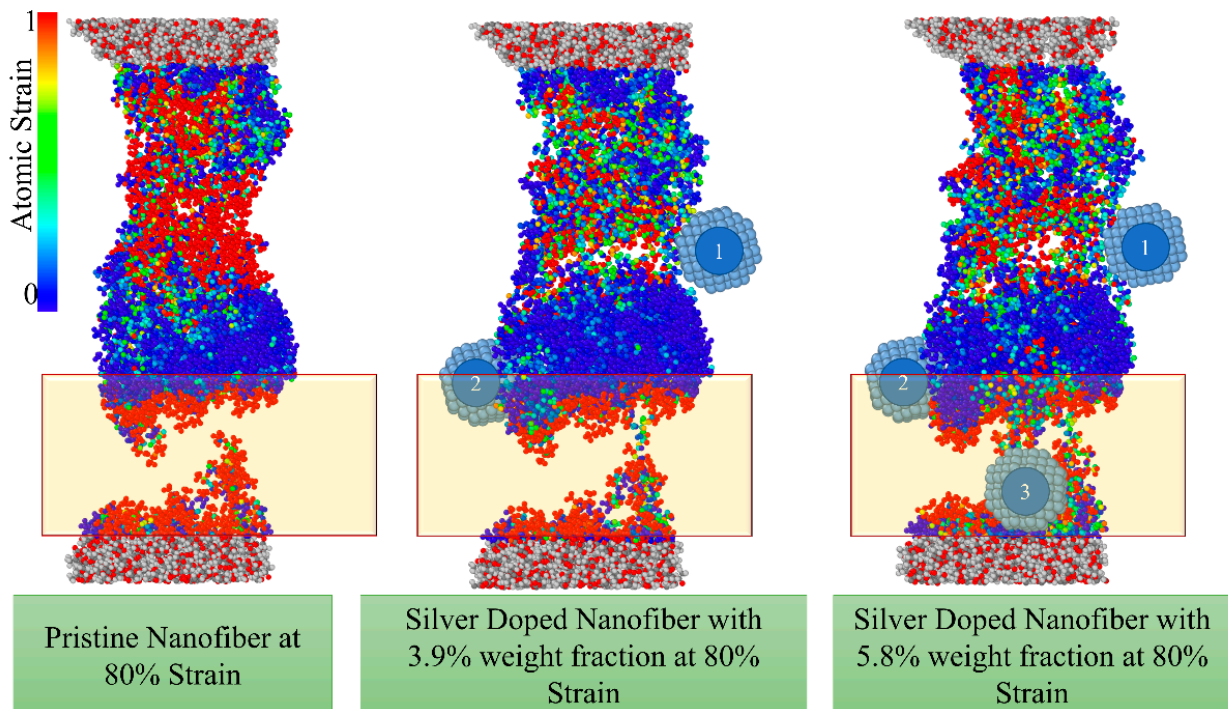 1
Atomic Strain
0
1
2
1
2
3
Pristine Nanofiber at
80% Strain
Silver Doped Nanofiber with
3.9% weight fraction at 80%
Strain
Silver Doped Nanofiber with
5.8% weight fraction at 80%
Strain